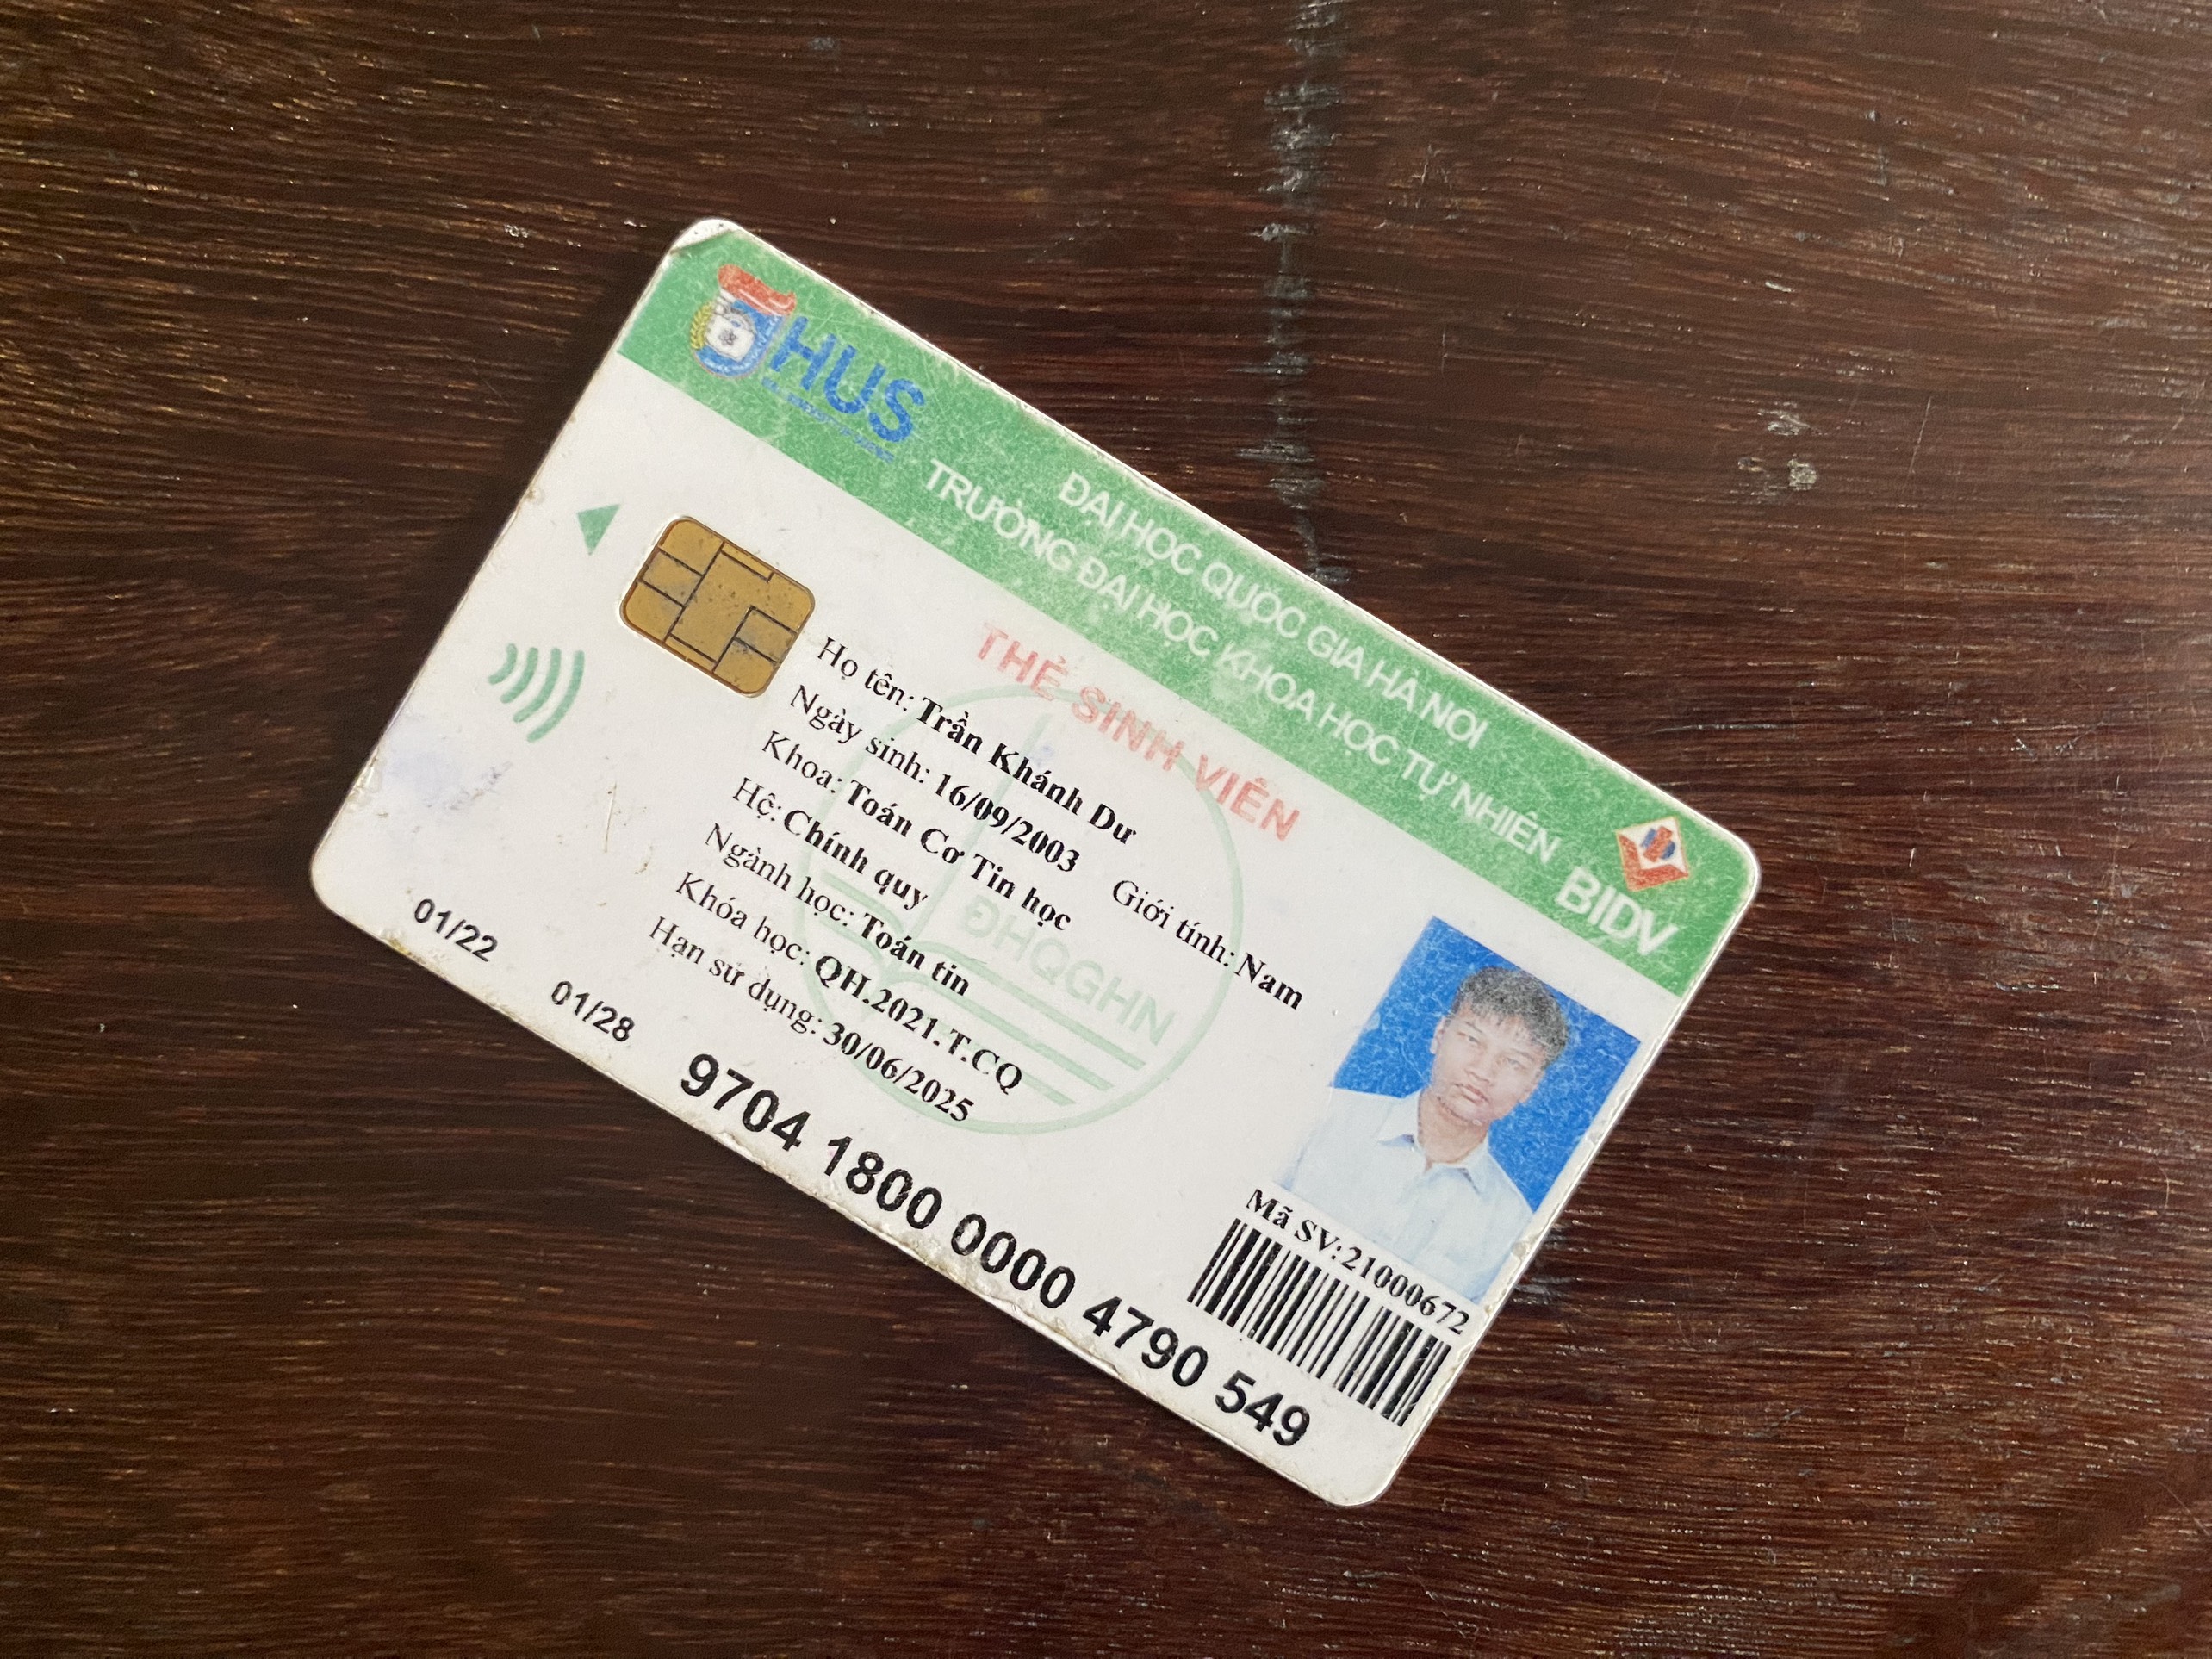 HUS
ĐẠI HỌC QUỐC GIA HÀ NỘI
TRƯỜNG ĐẠI HỌC KHOA HỌC TỰ NHIÊN
BIDV
THẺ SINH VIÊN
Họ tên: Trần Khánh Dư
Ngày sinh: 16/09/2003 Giới tính: Nam
Khoa: Toán Cơ Tin học
Hệ: Chính quy
Ngành học: Toán tin
Khóa học: QH.2021.T.CQ
Hạn sử dụng: 30/06/2025
ĐHQGHN
Mã SV:21000672
01/22 01/28
9704 1800 0000 4790 549